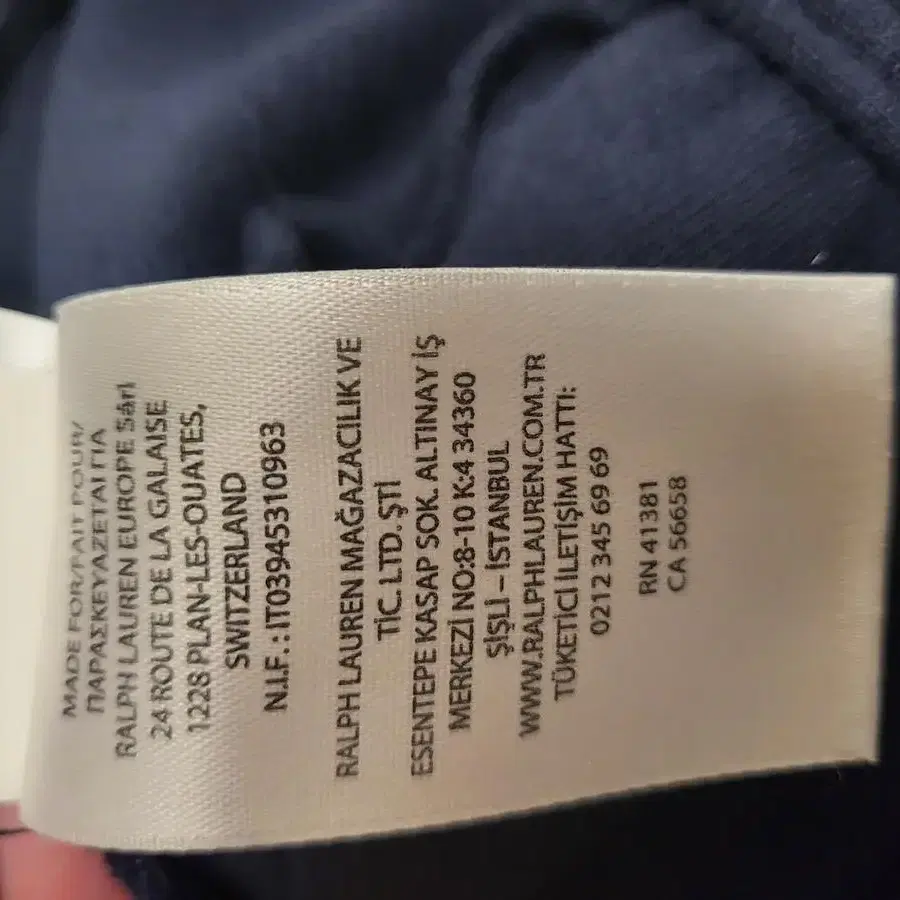 MADE FOR/FAIT POUR/
ΠΑΡΑΣΚΕΥΑΖΕΤΑΙ ΓΙΑ
RALPH LAUREN EUROPE Sárl
24 ROUTE DE LA GALAISE
1228 PLAN-LES-OUATES,
SWITZERLAND
N.I.F. : IT03945310963
RALPH LAUREN MAĞAZACILIK VE
TİC. LTD. ŞTİ
ESENTEPE KASAP SOK. ALTINAY İŞ
MERKEZİ NO:8-10 K:4 34360
ŞİŞLİ – İSTANBUL
WWW.RALPHLAUREN.COM.TR
TÜKETİCİ İLETİŞİM HATTI:
0212 345 69 69
RN 41381
CA 56658